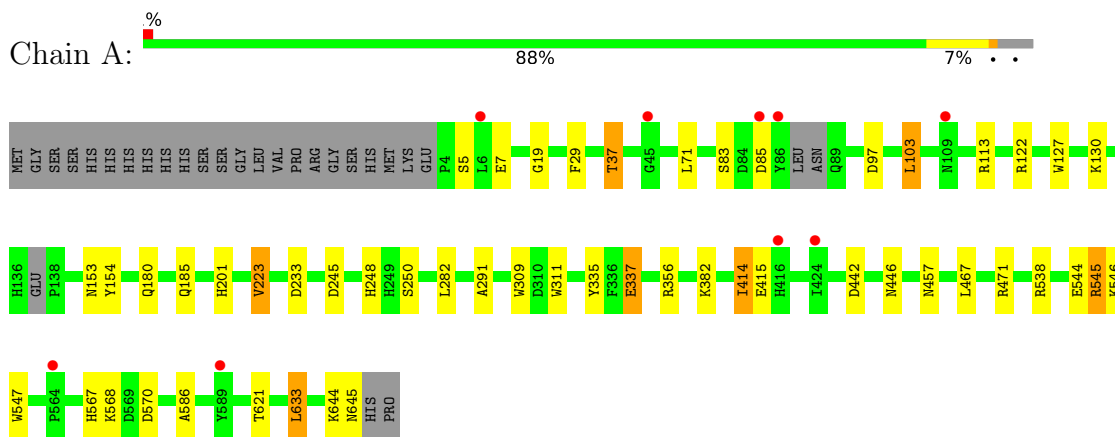 :%
Chain A:
88% 7% • •
MET GLY SER SER HIS HIS HIS HIS HIS HIS HIS HIS SER SER GLY LEU VAL PRO ARG GLY SER HIS MET LYS GLU P4 S5 L6 E7 G19 F29 T37 G45 L71 S83 D84 D85 Y86 LEU ASN Q89 D97 L103 N109 R113 R122 W127 K130
H136 GLU P138 N153 Y154 Q180 Q185 H201 V223 D233 D245 H248 H249 S250 L282 A291 W309 D310 W311 Y335 F336 E337 R356 K382 I414 E415 H416 I424 D442 N446 N457 L467 R471 R538 E544 R545 K546
W547 P564 H567 K568 D569 D570 A586 Y589 T621 L633 K644 N645 HIS PRO